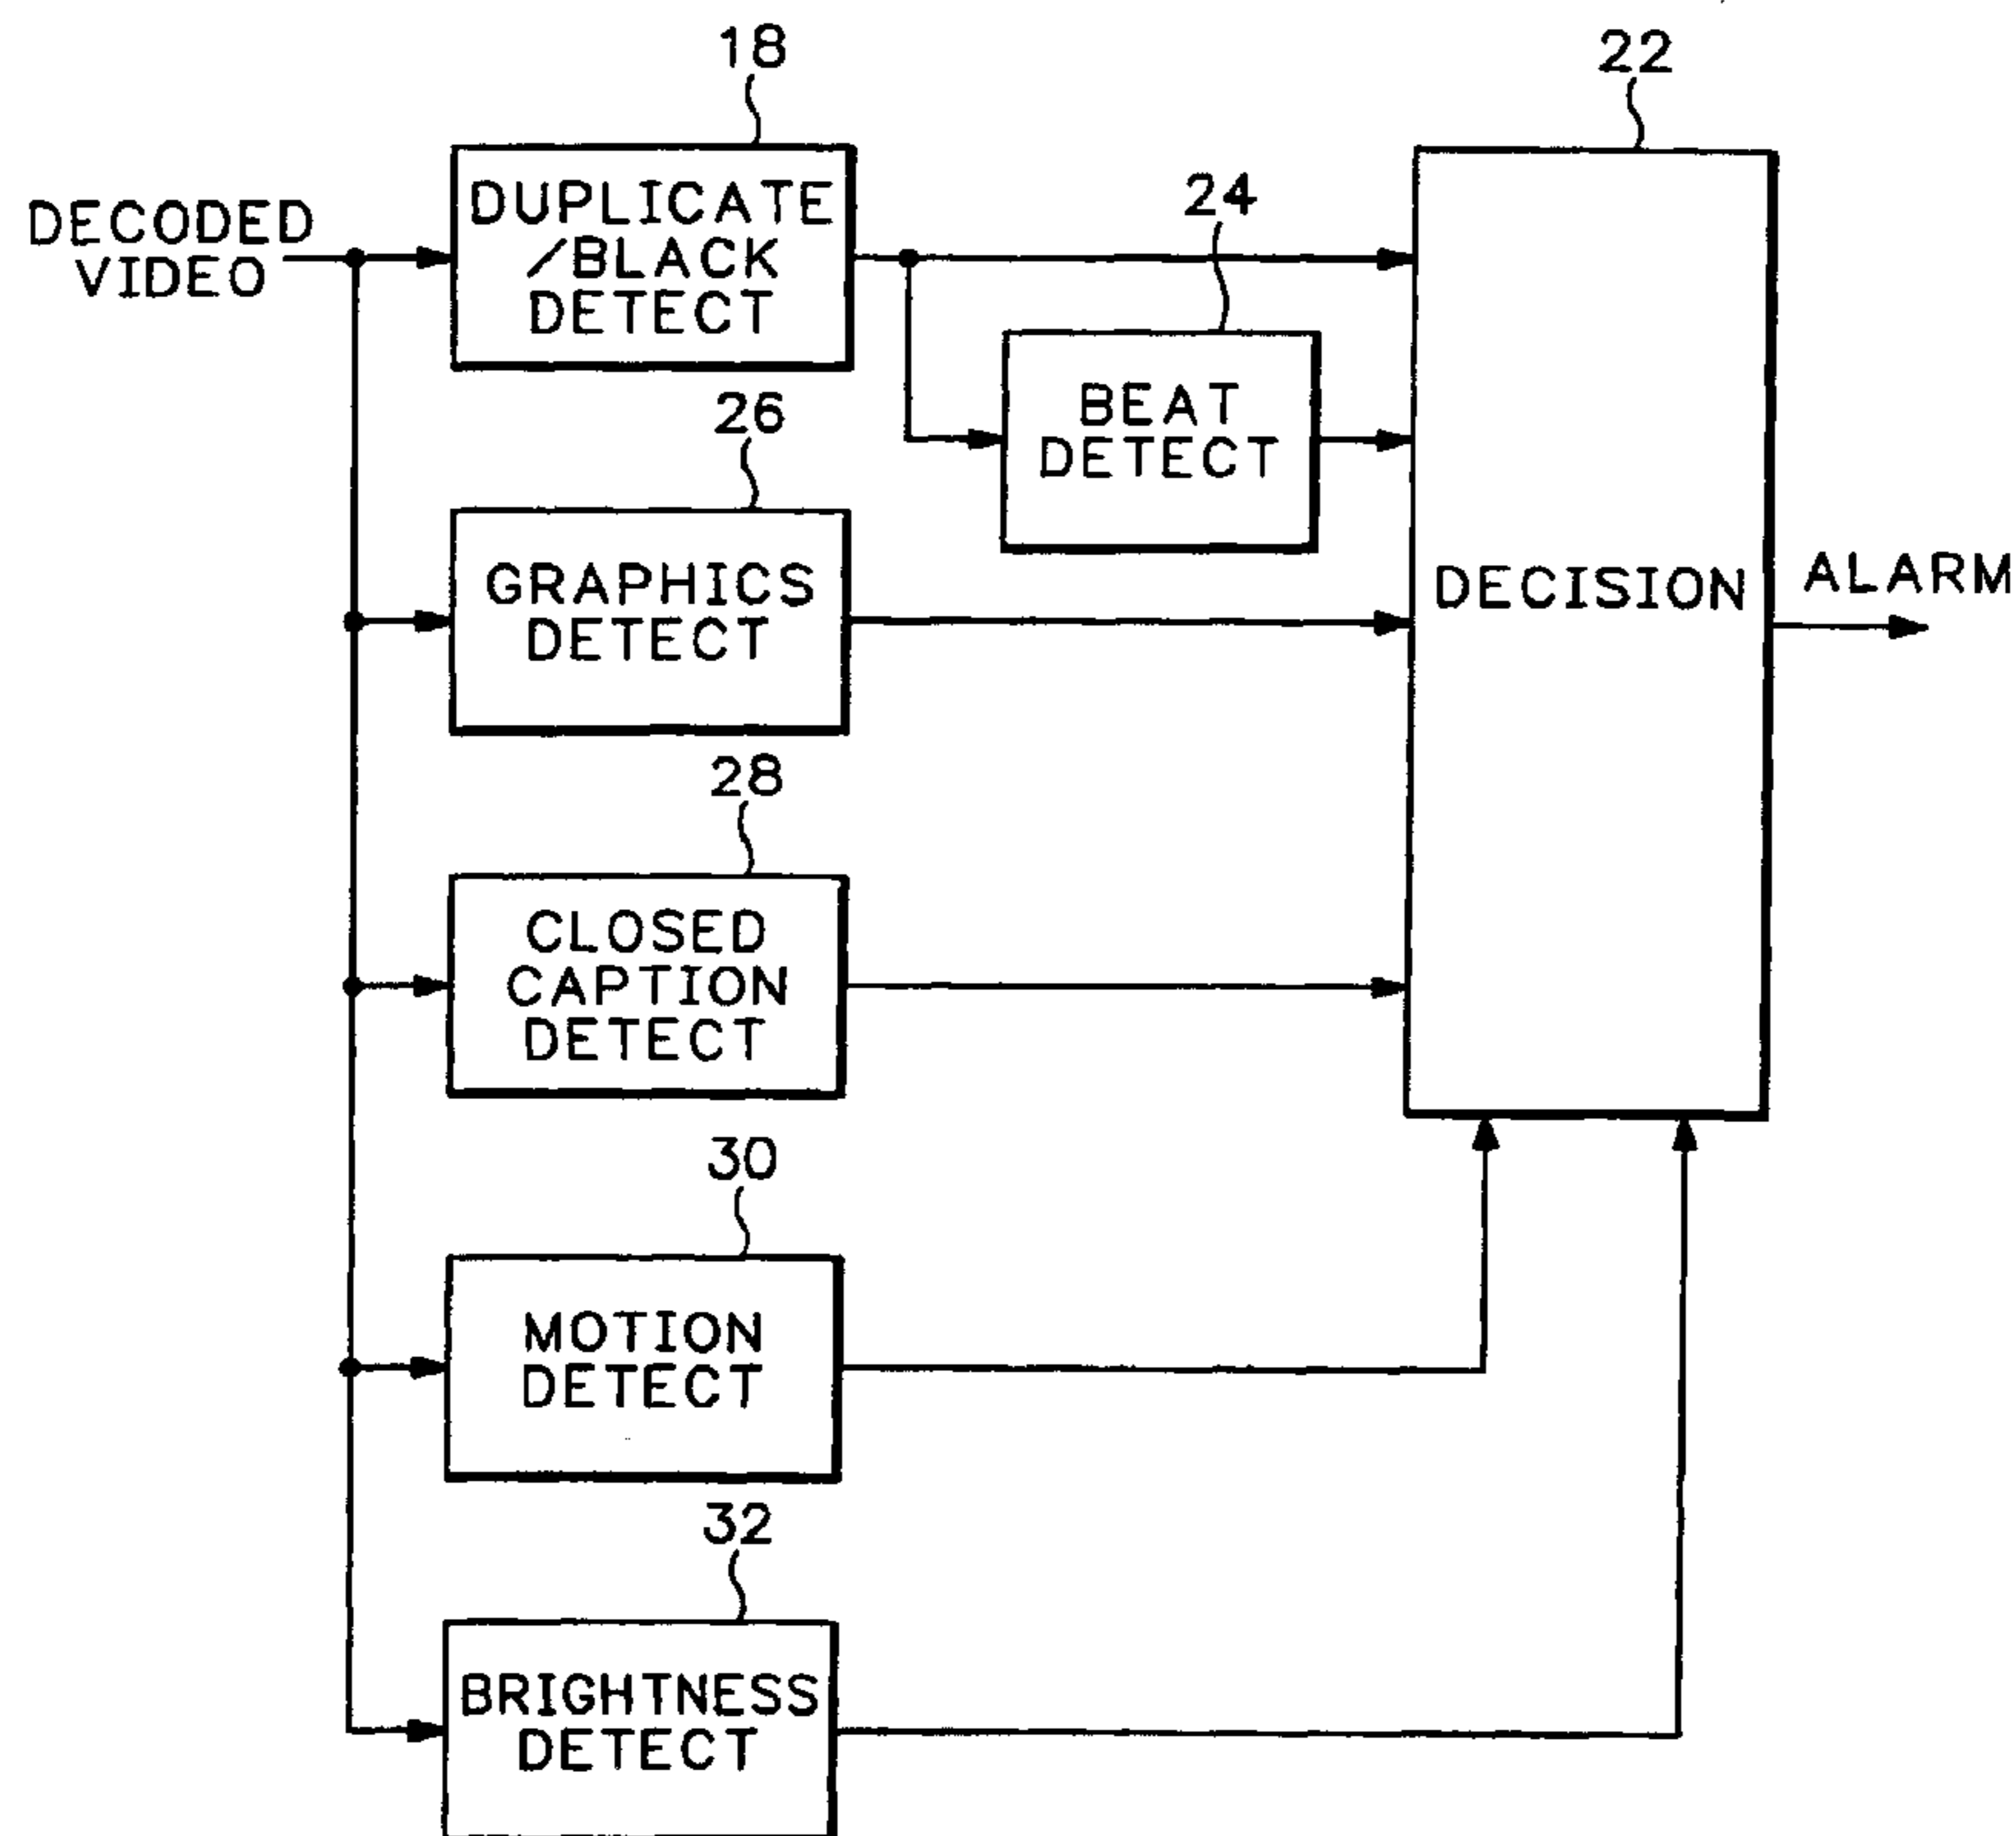 18
22
DECODED
VIDEO
DUPLICATE
/BLACK
DETECT
24
BEAT
DETECT
26
GRAPHICS
DETECT
DECISION
ALARM
28
CLOSED
CAPTION
DETECT
30
MOTION
DETECT
32
BRIGHTNESS
DETECT